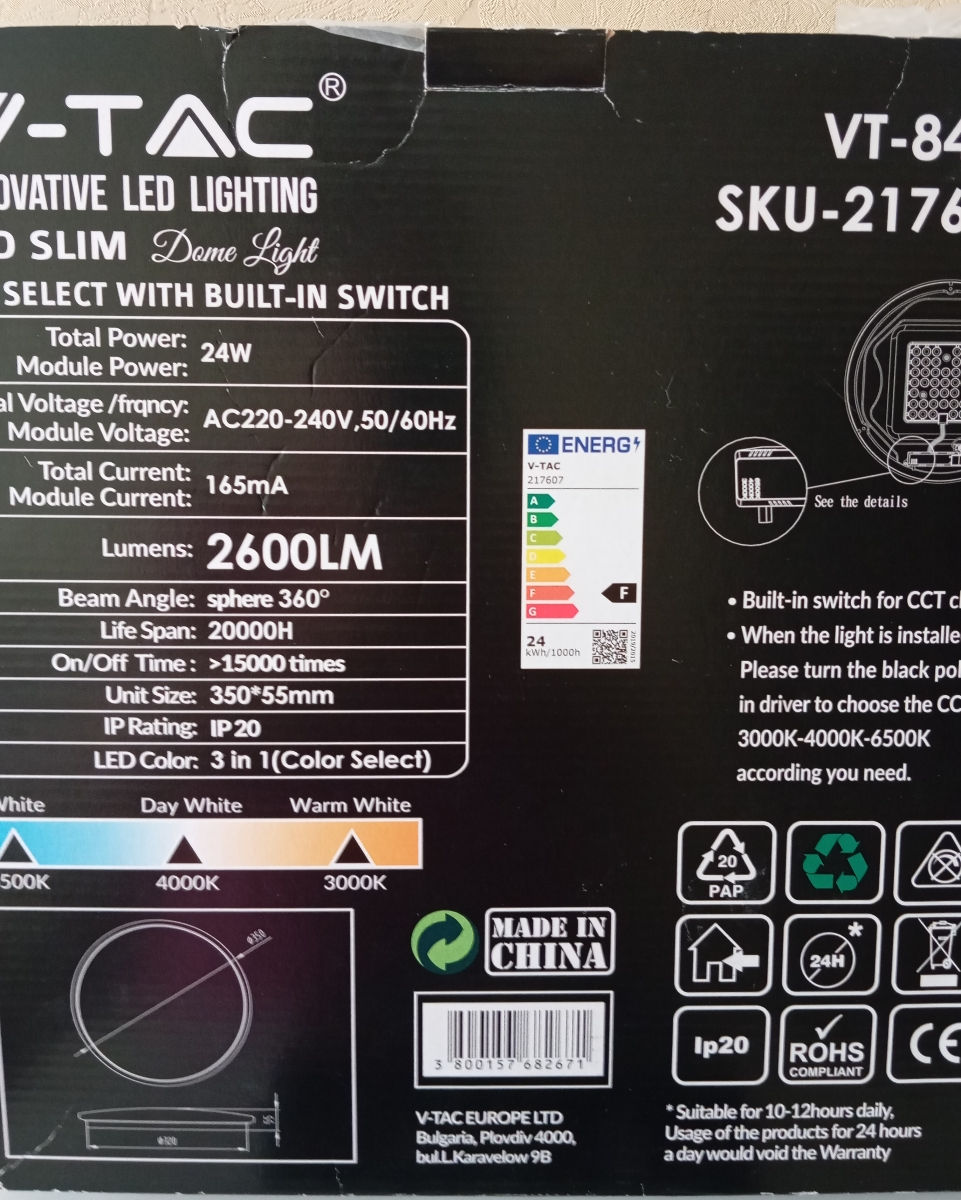 V-TAC®
OVATIVE LED LIGHTING
D SLIM Dome Light
SELECT WITH BUILT-IN SWITCH
Total Power:
Module Power:
24W
al Voltage /frqncy:
Module Voltage:
AC220-240V,50/60Hz
Total Current:
Module Current:
165mA
Lumens: 2600LM
Beam Angle: sphere 360°
Life Span: 20000H
On/Off Time: >15000 times
Unit Size: 350*55mm
IP Rating: IP20
LED Color: 3 in 1(Color Select)
White Day White Warm White
500K 4000K 3000K
Φ350
55
Φ320
VT-84
SKU-2176
ENERG
V-TAC
217607
A
B
C
D
E
F
G
F
24
kWh/1000h
2019/2015
3000K
4000K
6500K
See the details
• Built-in switch for CCT c
• When the light is installe
Please turn the black pol
in driver to choose the CC
3000K-4000K-6500K
according you need.
20
PAP
24H
*
Ip20
ROHS
COMPLIANT
CE
MADE IN
CHINA
3 800157 682671
V-TAC EUROPE LTD
Bulgaria, Plovdiv 4000,
bul.L.Karavelow 9B
* Suitable for 10-12hours daily,
Usage of the products for 24 hours
a day would void the Warranty